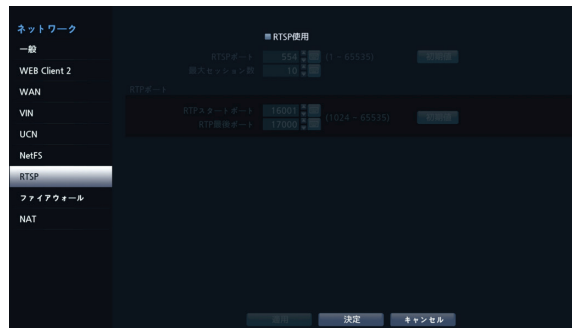 ネットワーク
一般
WEB Client 2
WAN
VIN
UCN
NetFS
RTSP
ファイアウォール
NAT
RTSP使用
RTSPポート 554 (1 ~ 65535) 初期値
最大セッション数 10
RTPポート
RTPスタートポート 16001 (1024 ~ 65535) 初期値
RTP最後ポート 17000
適用 決定 キャンセル